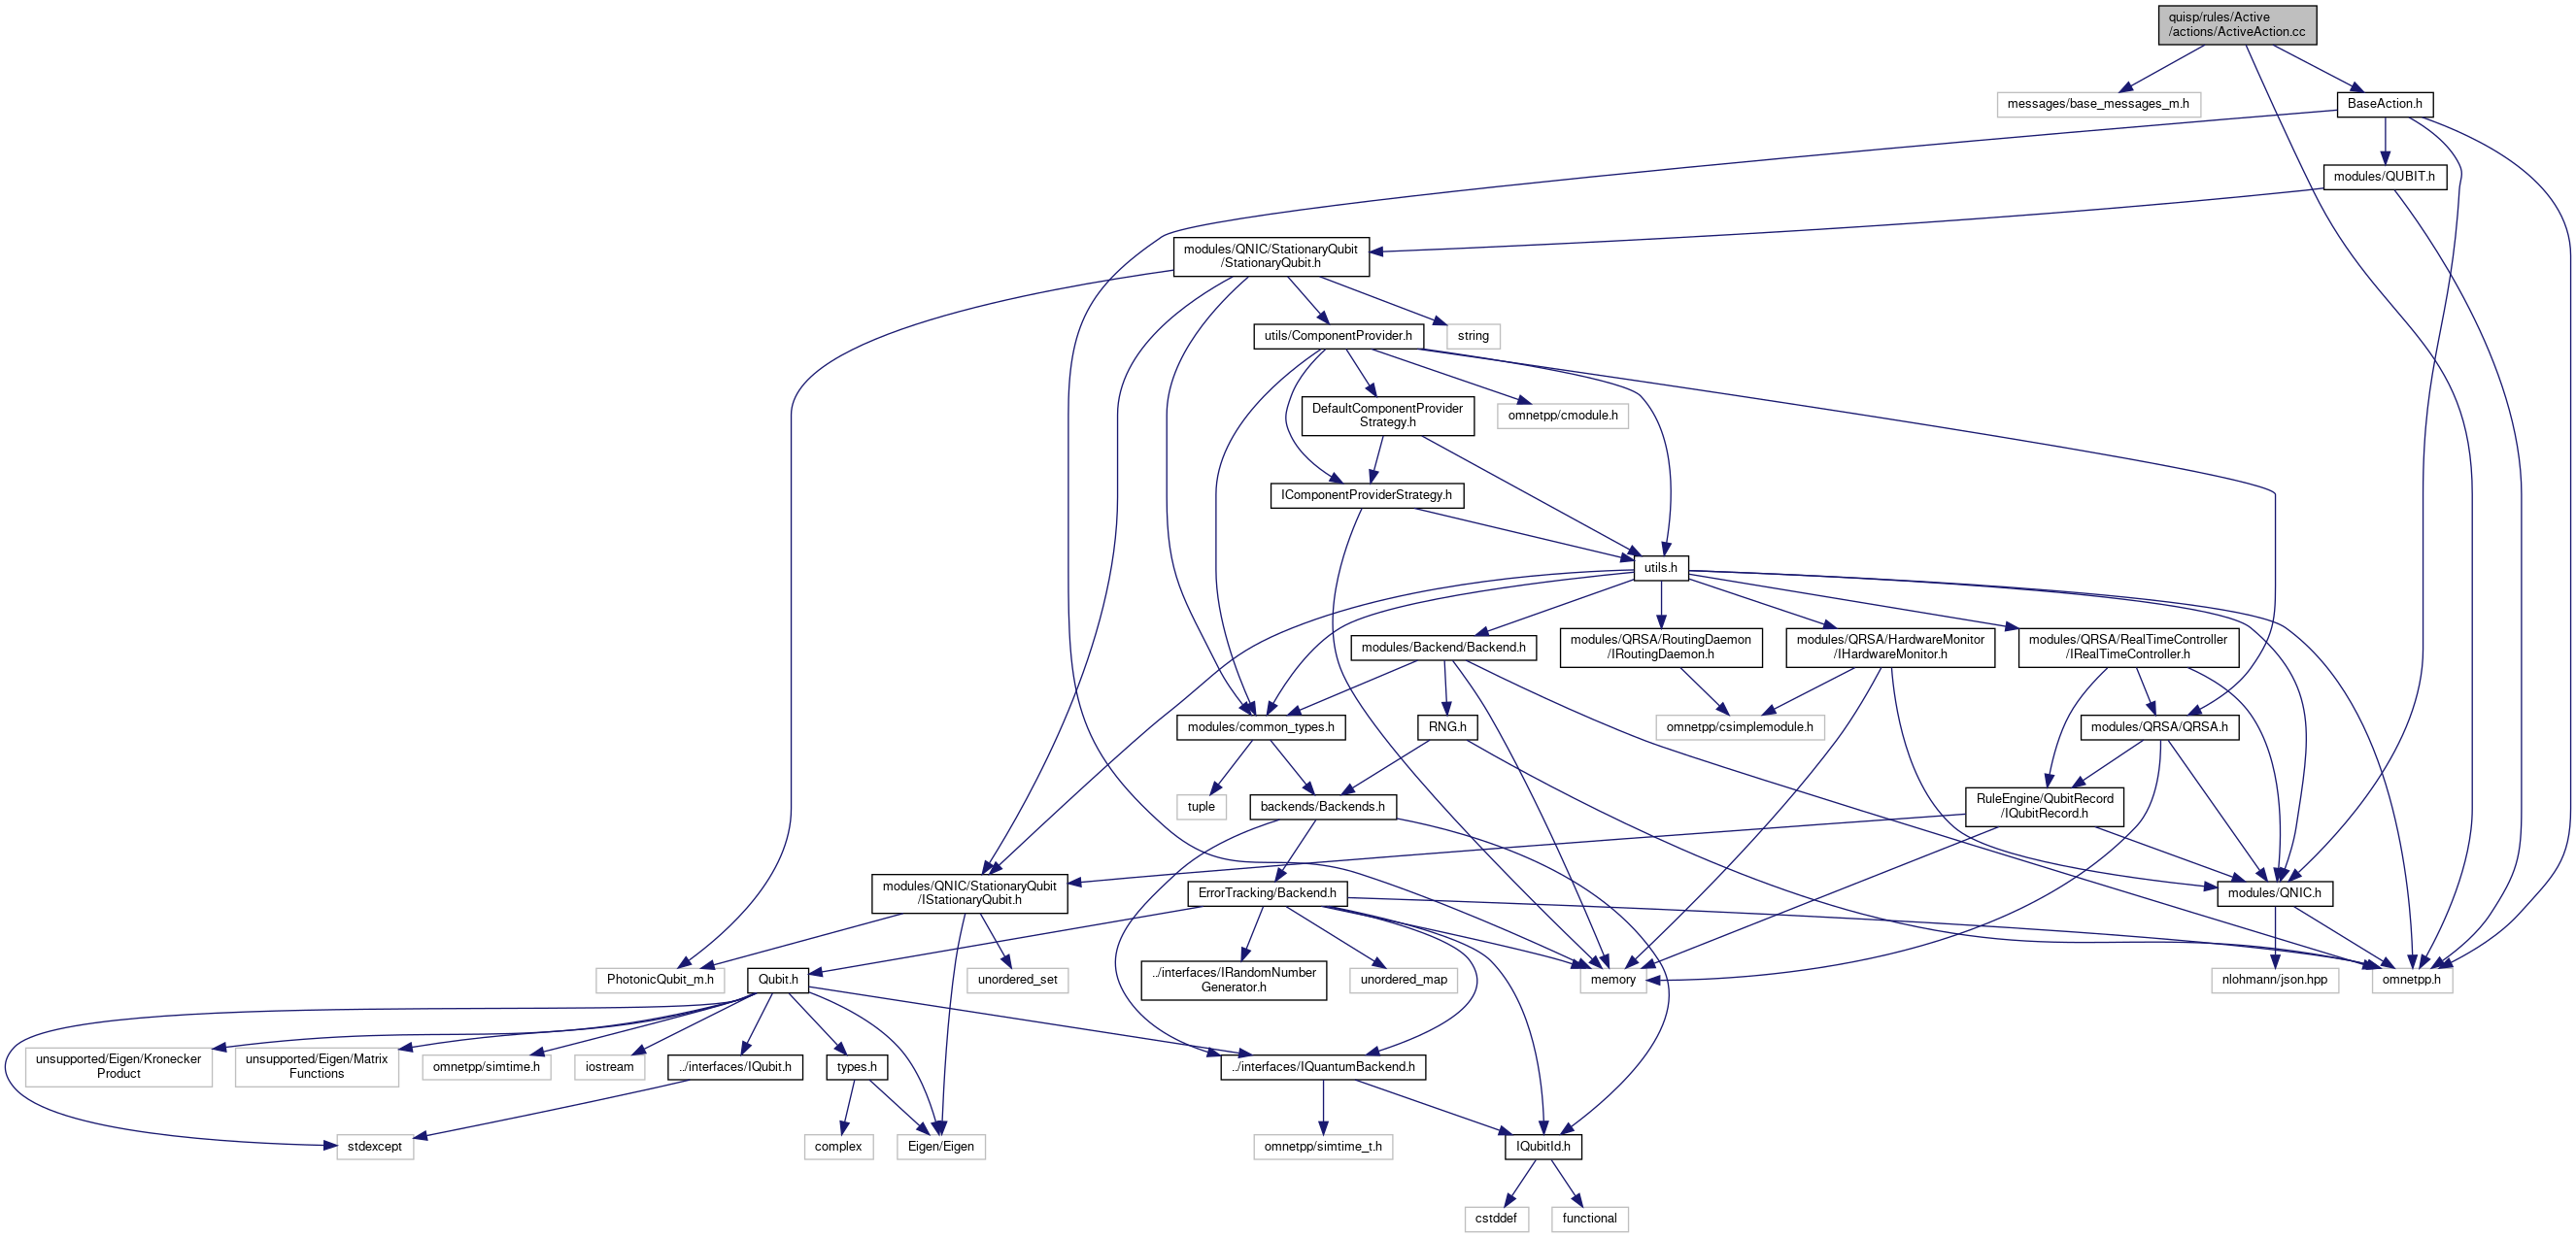 quisp/rules/Active
/actions/ActiveAction.cc
messages/base_messages_m.h
BaseAction.h
modules/QUBIT.h
modules/QNIC/StationaryQubit
/StationaryQubit.h
utils/ComponentProvider.h
string
DefaultComponentProvider
Strategy.h
omnetpp/cmodule.h
IComponentProviderStrategy.h
utils.h
modules/Backend/Backend.h
modules/QRSA/RoutingDaemon
/IRoutingDaemon.h
modules/QRSA/HardwareMonitor
/IHardwareMonitor.h
modules/QRSA/RealTimeController
/IRealTimeController.h
modules/common_types.h
RNG.h
omnetpp/csimplemodule.h
modules/QRSA/QRSA.h
tuple
backends/Backends.h
RuleEngine/QubitRecord
/IQubitRecord.h
modules/QNIC/StationaryQubit
/IStationaryQubit.h
ErrorTracking/Backend.h
modules/QNIC.h
PhotonicQubit_m.h
Qubit.h
unordered_set
../interfaces/IRandomNumber
Generator.h
unordered_map
memory
nlohmann/json.hpp
omnetpp.h
unsupported/Eigen/Kronecker
Product
unsupported/Eigen/Matrix
Functions
omnetpp/simtime.h
iostream
../interfaces/IQubit.h
types.h
../interfaces/IQuantumBackend.h
stdexcept
complex
Eigen/Eigen
omnetpp/simtime_t.h
IQubitId.h
cstddef
functional